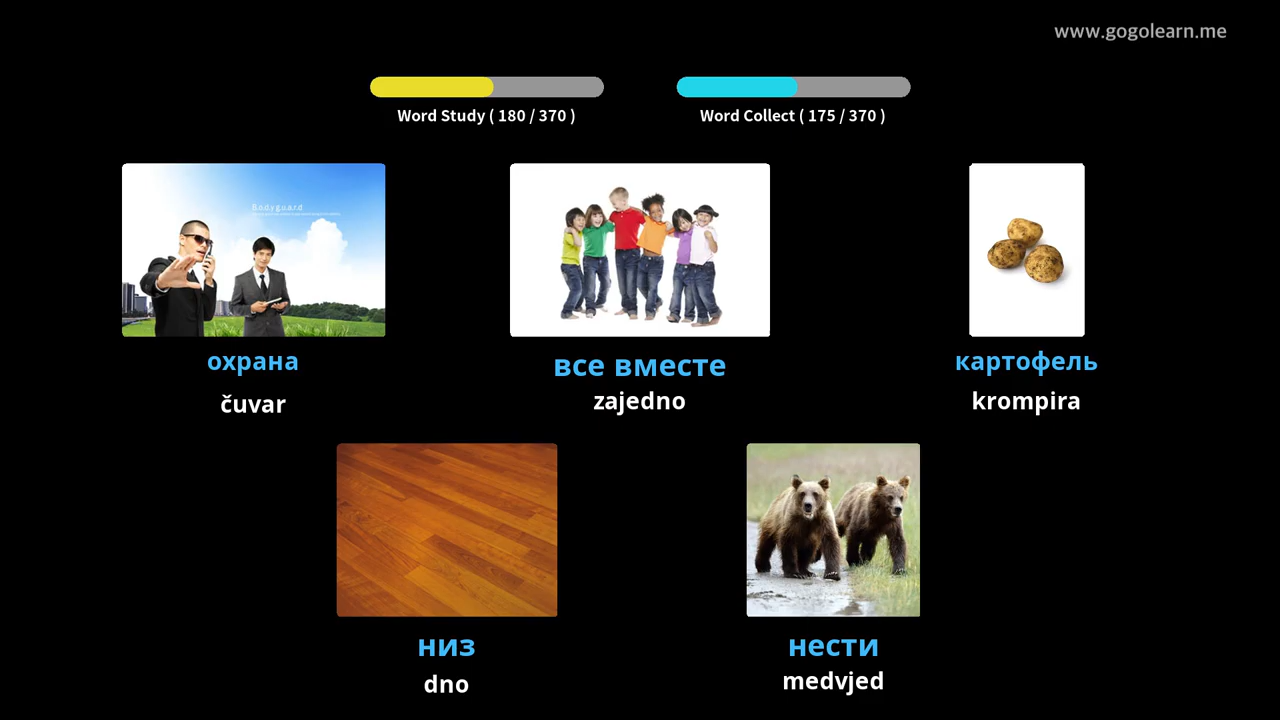 www.gogolearn.me
Word Study ( 180 / 370 )
Word Collect ( 175 / 370 )
Bodyguard
охрана
čuvar
все вместе
zajedno
картофель
krompira
низ
dno
нести
medvjed